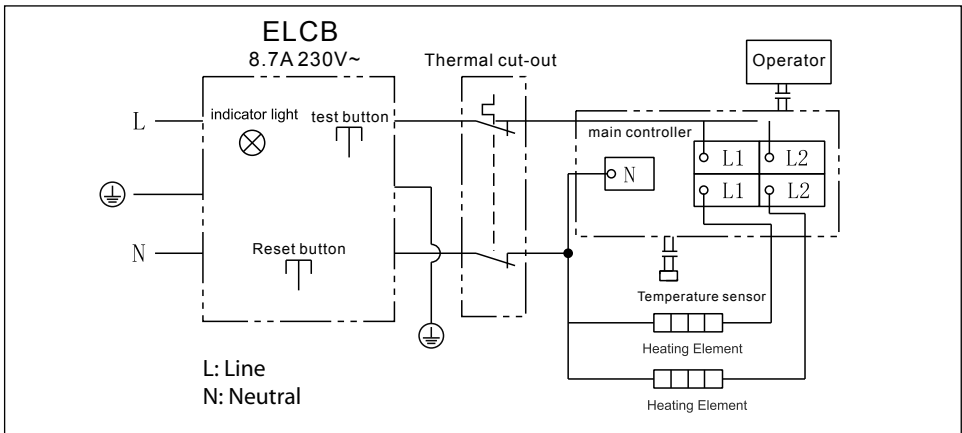 ELCB
8.7A 230V~
Thermal cut-out
Operator
indicator light
test button
L
main controller
L1
L2
N
L1
L2
N
Reset button
Temperature sensor
Heating Element
L: Line
N: Neutral
Heating Element